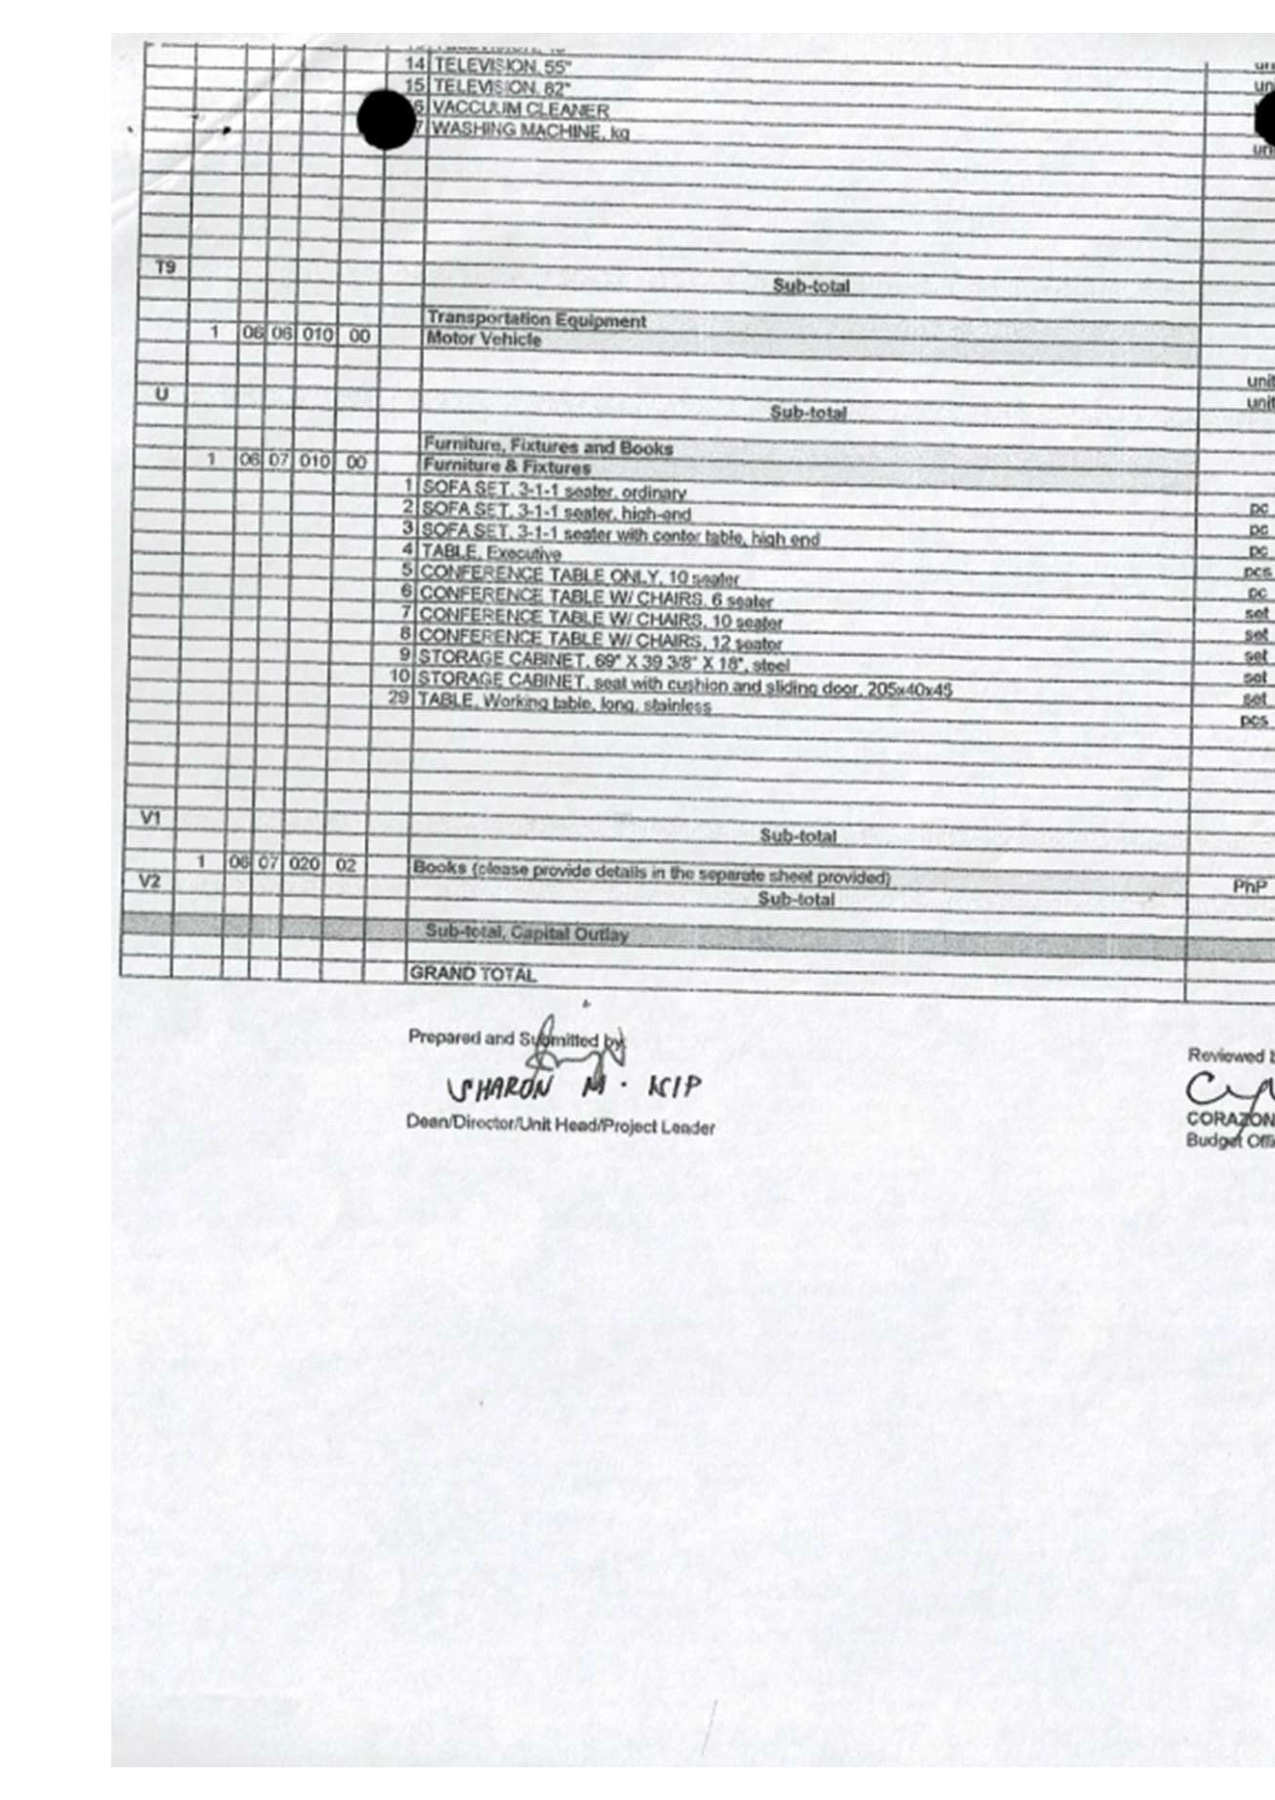 14 TELEVISION, 55"
15 TELEVISION, 82"
6 VACCUUM CLEANER
7 WASHING MACHINE, kg
T9
Sub-total
Transportation Equipment
1 06 06 010 00 Motor Vehicle
unit
unit
U
Sub-total
Furniture, Fixtures and Books
1 06 07 010 00 Furniture & Fixtures
1 SOFA SET, 3-1-1 seater, ordinary pc
2 SOFA SET, 3-1-1 seater, high-end pc
3 SOFA SET, 3-1-1 seater with center table, high end pc
4 TABLE, Executive pcs
5 CONFERENCE TABLE ONLY, 10 seater pc
6 CONFERENCE TABLE W/ CHAIRS, 6 seater set
7 CONFERENCE TABLE W/ CHAIRS, 10 seater set
8 CONFERENCE TABLE W/ CHAIRS, 12 seater set
9 STORAGE CABINET, 69" X 39 3/8" X 18", steel set
10 STORAGE CABINET, seat with cushion and sliding door, 205x40x45 set
29 TABLE, Working table, long, stainless pcs
V1
Sub-total
1 06 07 020 02 Books (please provide details in the separate sheet provided) PhP
V2
Sub-total
Sub-total, Capital Outlay
GRAND TOTAL
Prepared and Submitted by:
SHARON M. NIP
Dean/Director/Unit Head/Project Leader
Reviewed
CORAZON
Budget